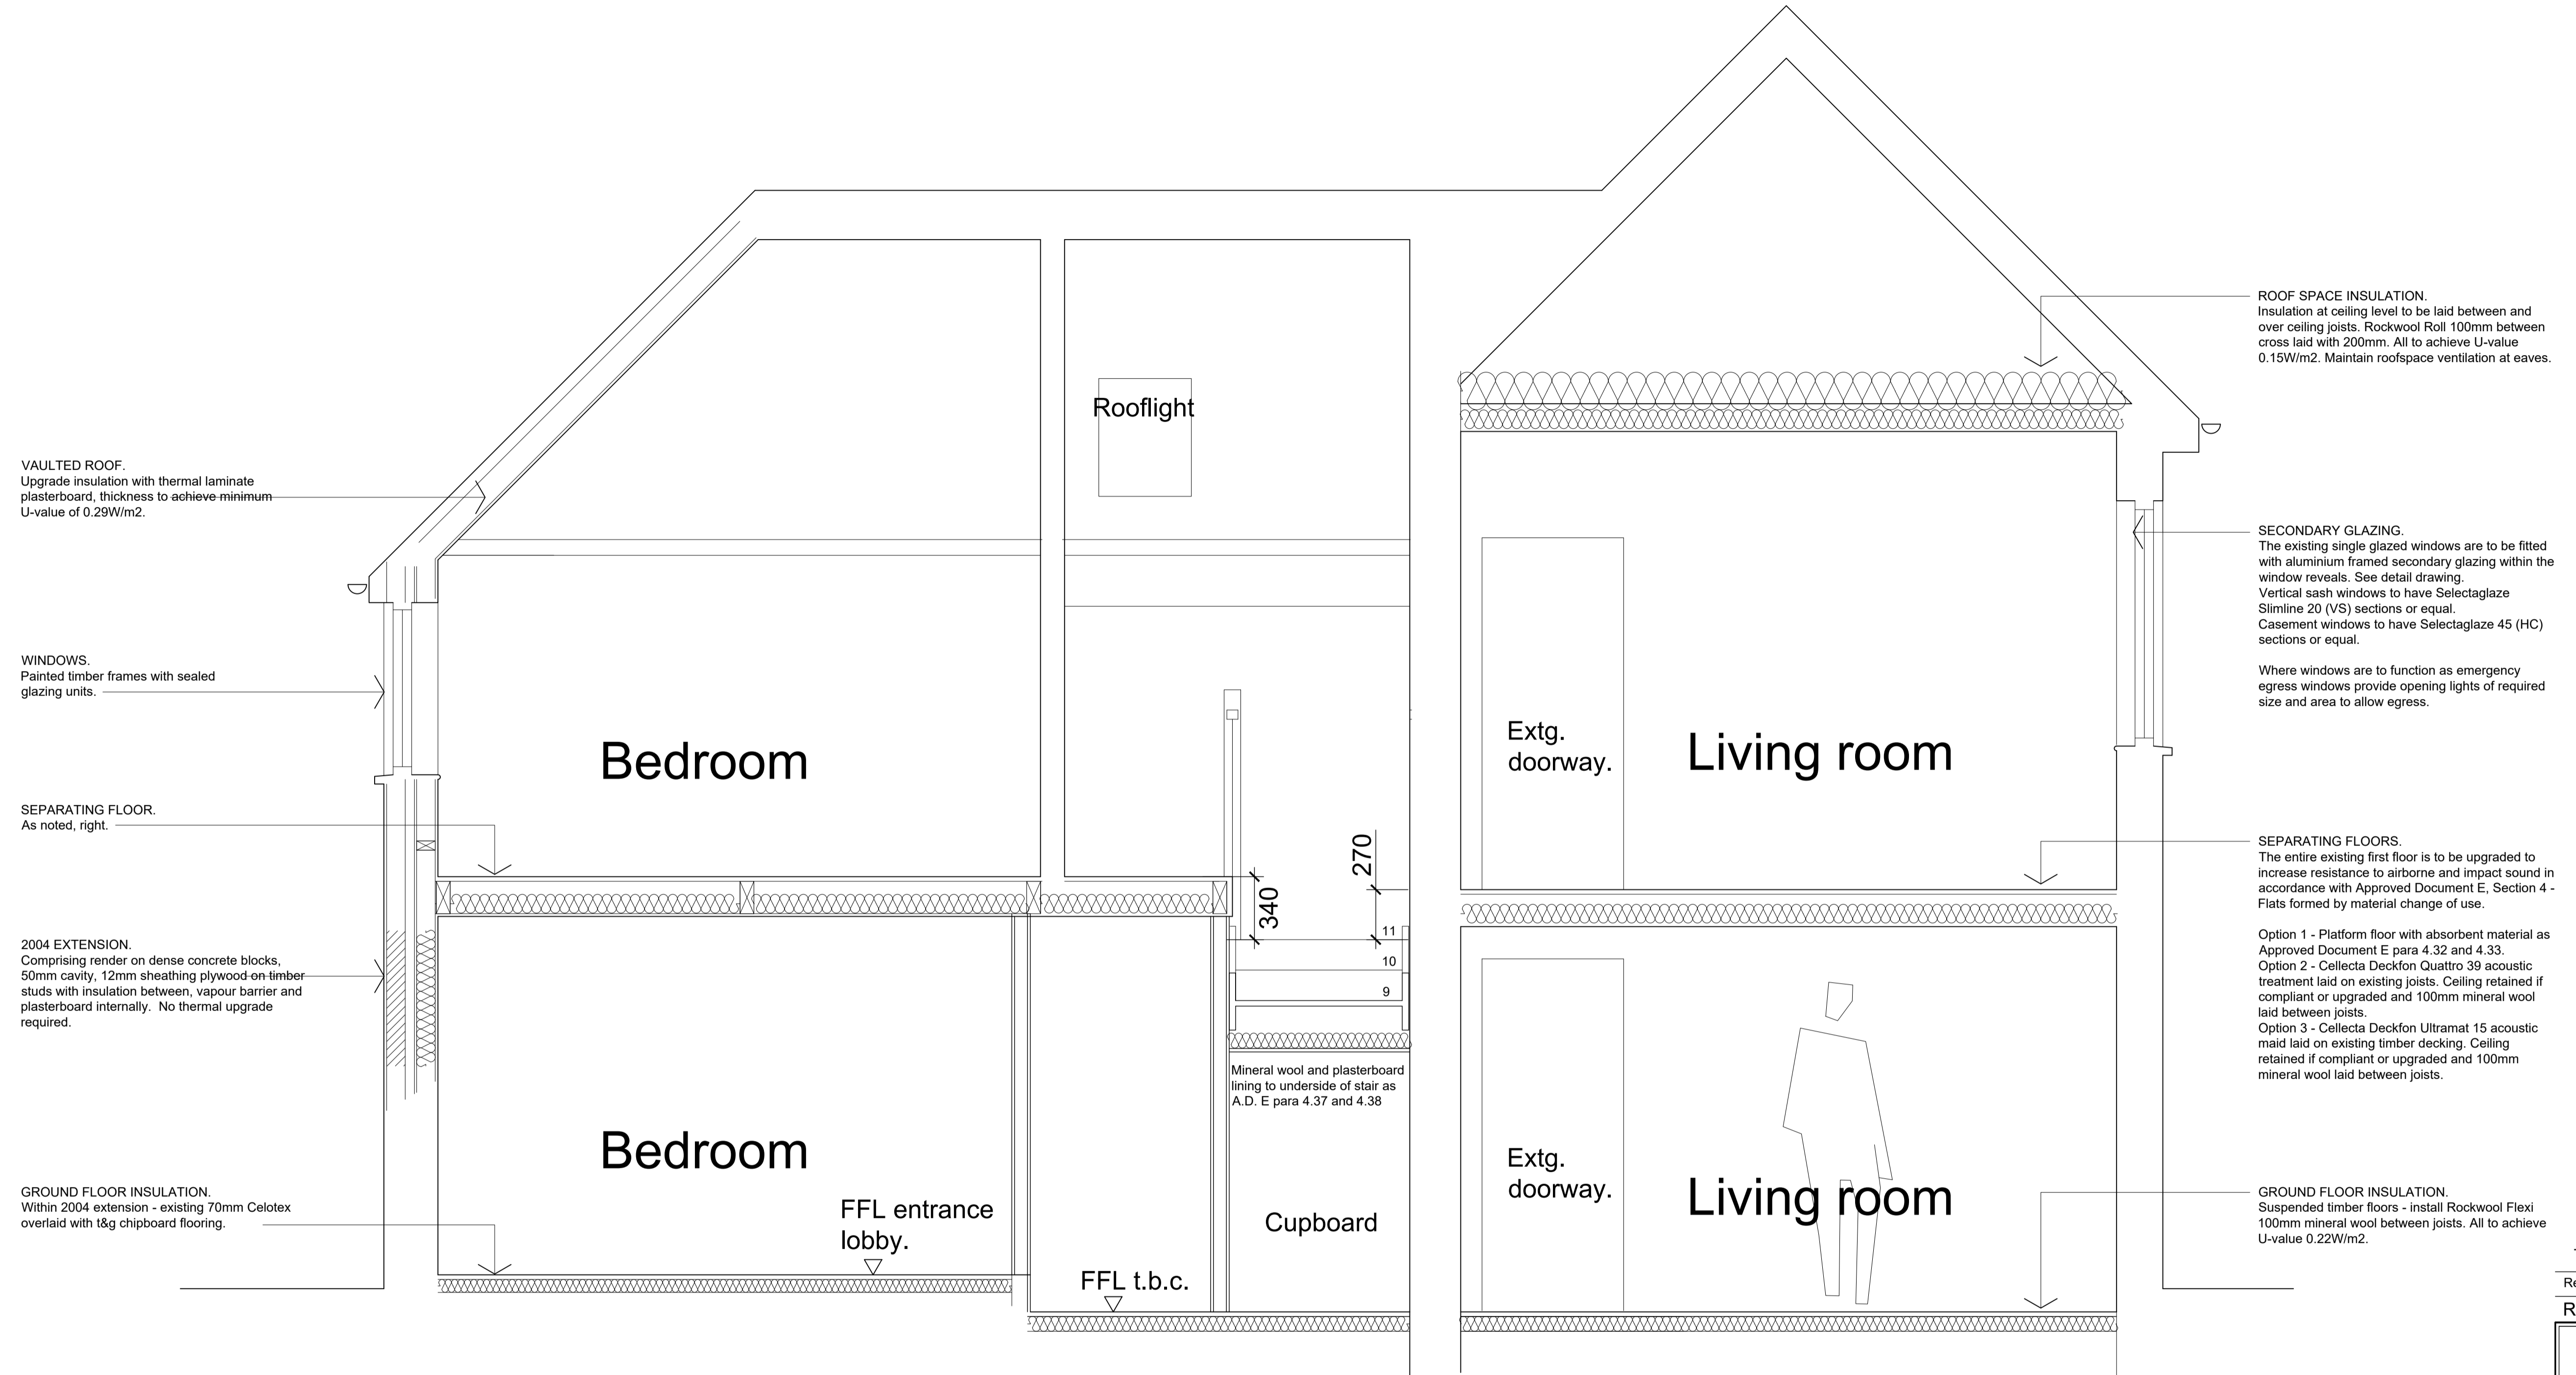 VAULTED ROOF.
Upgrade insulation with thermal laminate
plasterboard, thickness to achieve minimum
U-value of 0.29W/m2.
WINDOWS.
Painted timber frames with sealed
glazing units.
SEPARATING FLOOR.
As noted, right.
2004 EXTENSION.
Comprising render on dense concrete blocks,
50mm cavity, 12mm sheathing plywood on timber
studs with insulation between, vapour barrier and
plasterboard internally.  No thermal upgrade
required.
GROUND FLOOR INSULATION.
Within 2004 extension - existing 70mm Celotex
overlaid with t&g chipboard flooring.
Bedroom
Bedroom
FFL entrance
lobby.
Rooflight
340
270
11
10
9
Mineral wool and plasterboard
lining to underside of stair as
A.D. E para 4.37 and 4.38
Cupboard
FFL t.b.c.
Extg.
doorway.
Living room
Extg.
doorway.
Living room
ROOF SPACE INSULATION.
Insulation at ceiling level to be laid between and
over ceiling joists. Rockwool Roll 100mm between
cross laid with 200mm. All to achieve U-value
0.15W/m2. Maintain roofspace ventilation at eaves.
SECONDARY GLAZING.
The existing single glazed windows are to be fitted
with aluminium framed secondary glazing within the
window reveals. See detail drawing.
Vertical sash windows to have Selectaglaze
Slimline 20 (VS) sections or equal.
Casement windows to have Selectaglaze 45 (HC)
sections or equal.
Where windows are to function as emergency
egress windows provide opening lights of required
size and area to allow egress.
SEPARATING FLOORS.
The entire existing first floor is to be upgraded to
increase resistance to airborne and impact sound in
accordance with Approved Document E, Section 4 -
Flats formed by material change of use.
Option 1 - Platform floor with absorbent material as
Approved Document E para 4.32 and 4.33.
Option 2 - Cellecta Deckfon Quattro 39 acoustic
treatment laid on existing joists. Ceiling retained if
compliant or upgraded and 100mm mineral wool
laid between joists.
Option 3 - Cellecta Deckfon Ultramat 15 acoustic
maid laid on existing timber decking. Ceiling
retained if compliant or upgraded and 100mm
mineral wool laid between joists.
GROUND FLOOR INSULATION.
Suspended timber floors - install Rockwool Flexi
100mm mineral wool between joists. All to achieve
U-value 0.22W/m2.